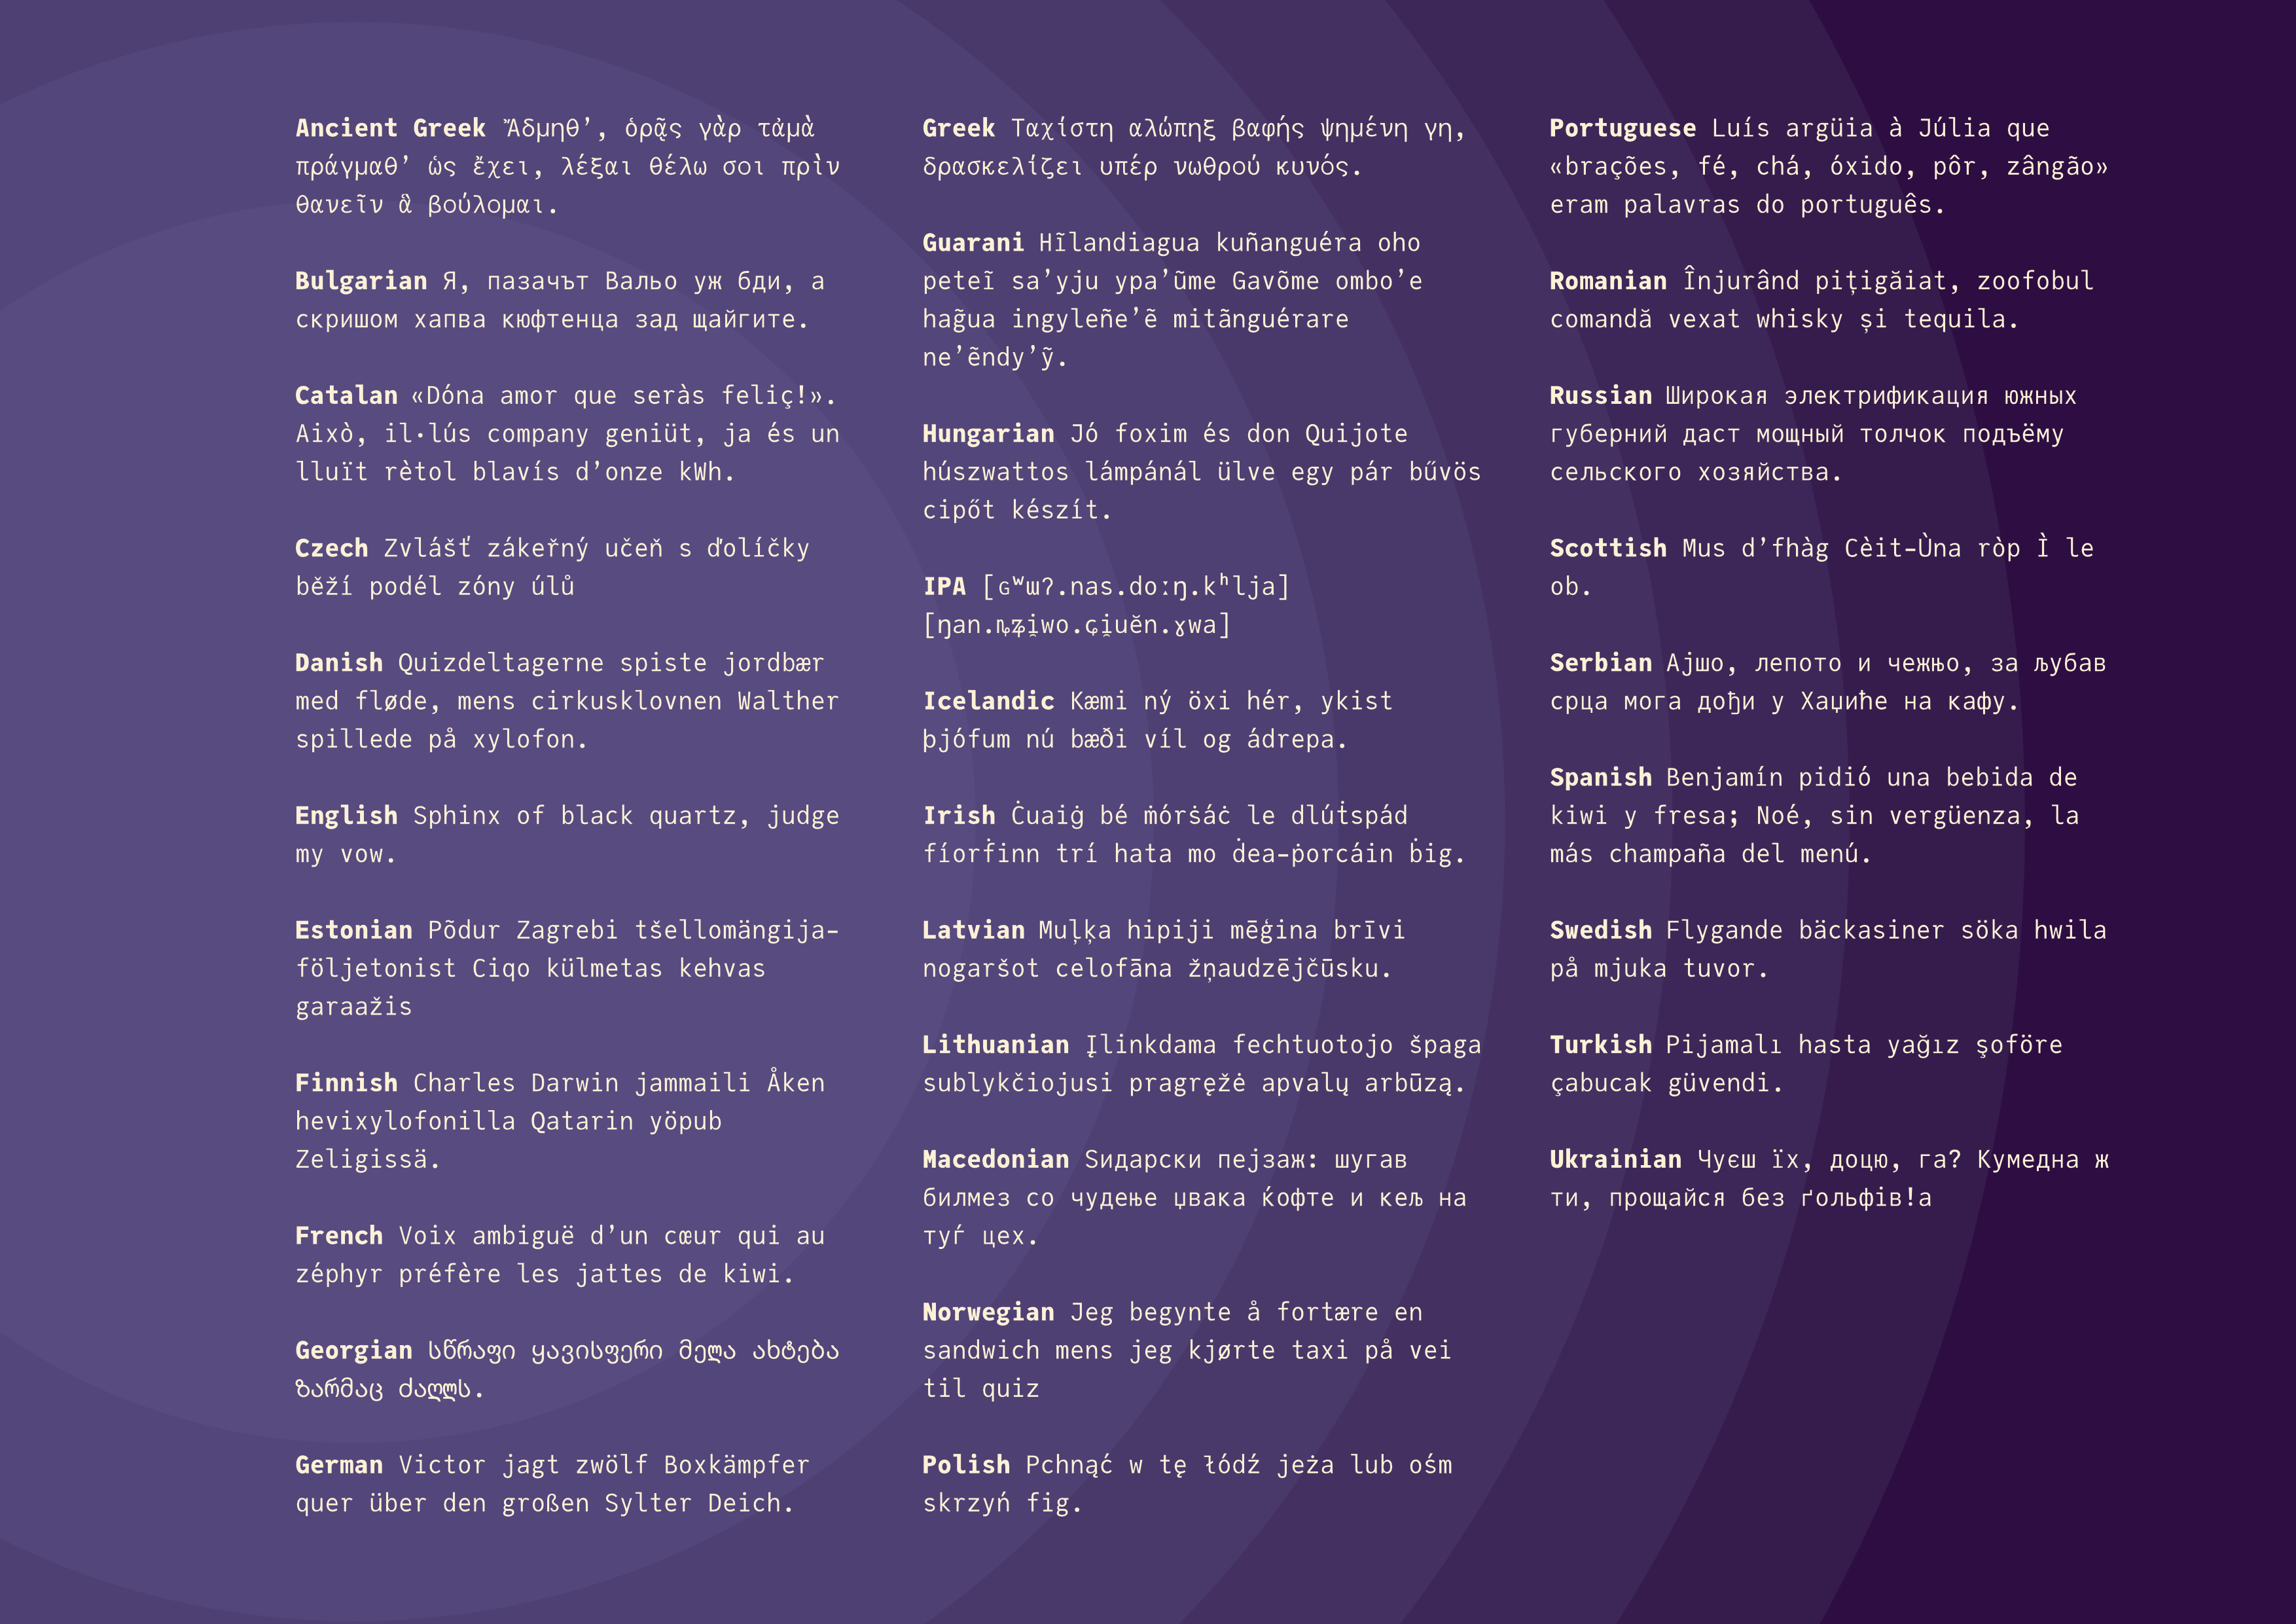 Ancient Greek Ἄδμηθ’, ὁρᾷς γὰρ τἀμὰ
πράγμαθ’ ὡς ἔχει, λέξαι θέλω σοι πρὶν
θανεῖν ἃ βούλομαι.
Bulgarian Я, пазачът Вальо уж бди, а
скришом хапва кюфтенца зад щайгите.
Catalan «Dóna amor que seràs feliç!».
Això, il·lús company geniüt, ja és un
lluït rètol blavís d’onze kWh.
Czech Zvlášť zákeřný učeň s ďolíčky
běží podél zóny úlů
Danish Quizdeltagerne spiste jordbær
med fløde, mens cirkusklovnen Walther
spillede på xylofon.
English Sphinx of black quartz, judge
my vow.
Estonian Põdur Zagrebi tšellomängija-
följetonist Ciqo külmetas kehvas
garaažis
Finnish Charles Darwin jammaili Åken
hevixylofonilla Qatarin yöpub
Zeligissä.
French Voix ambiguë d’un cœur qui au
zéphyr préfère les jattes de kiwi.
Georgian სწრაფი ყავისფერი მელა ახტება
ზარმაც ძაღლს.
German Victor jagt zwölf Boxkämpfer
quer über den großen Sylter Deich.
Greek Ταχίστη αλώπηξ βαφής ψημένη γη,
δρασκελίζει υπέρ νωθρού κυνός.
Guarani Hĩlandiagua kuñanguéra oho
peteĩ sa’yju ypa’ũme Gavõme ombo’e
hag̃ua ingyleñe’ẽ mitãnguérare
ne’ẽndy’ỹ.
Hungarian Jó foxim és don Quijote
húszwattos lámpánál ülve egy pár bűvös
cipőt készít.
IPA [ɢʷɯʔ.nas.doːŋ.kʰlja]
[ŋan.ȵʑi̯wo.ɕi̯uĕn.ɣwa]
Icelandic Kæmi ný öxi hér, ykist
þjófum nú bæði víl og ádrepa.
Irish Ċuaiġ bé ṁórṡáċ le dlúṫspád
fíorḟinn trí hata mo ḋea-ṗorcáin ḃig.
Latvian Muļķa hipiji mēģina brīvi
nogaršot celofāna žņaudzējčūsku.
Lithuanian Įlinkdama fechtuotojo špaga
sublykčiojusi pragręžė apvalų arbūzą.
Macedonian Ѕидарски пејзаж: шугав
билмез со чудење џвака ќофте и кељ на
туѓ цех.
Norwegian Jeg begynte å fortære en
sandwich mens jeg kjørte taxi på vei
til quiz
Polish Pchnąć w tę łódź jeża lub ośm
skrzyń fig.
Portuguese Luís argüia à Júlia que
«brações, fé, chá, óxido, pôr, zângão»
eram palavras do português.
Romanian Înjurând pițigăiat, zoofobul
comandă vexat whisky și tequila.
Russian Широкая электрификация южных
губерний даст мощный толчок подъёму
сельского хозяйства.
Scottish Mus d’fhàg Cèit-Ùna ròp Ì le
ob.
Serbian Ајшо, лепото и чежњо, за љубав
срца мога дођи у Хаџиће на кафу.
Spanish Benjamín pidió una bebida de
kiwi y fresa; Noé, sin vergüenza, la
más champaña del menú.
Swedish Flygande bäckasiner söka hwila
på mjuka tuvor.
Turkish Pijamalı hasta yağız şoföre
çabucak güvendi.
Ukrainian Чуєш їх, доцю, га? Кумедна ж
ти, прощайся без ґольфів!а